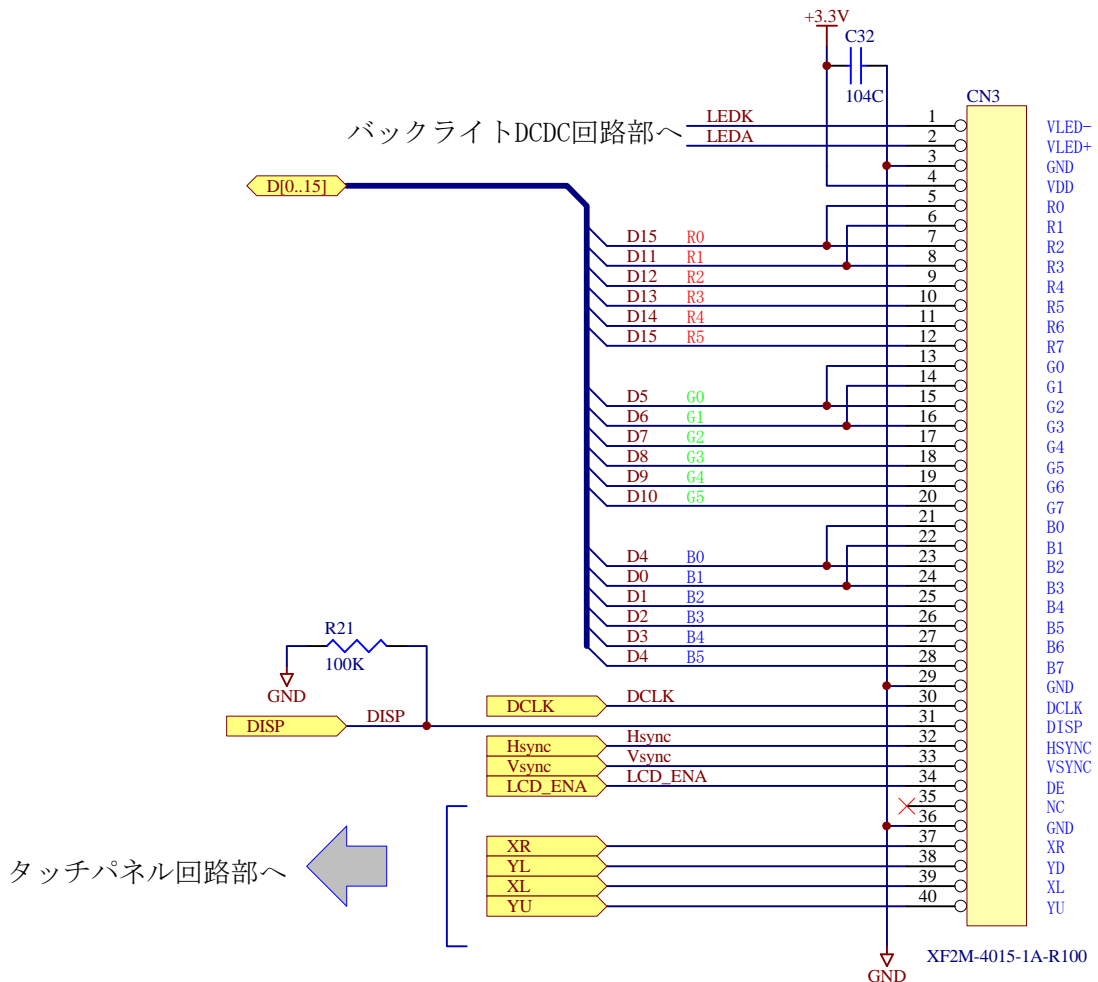 +3.3V
C32
104C
CN3
バックライトDCDC回路部へ
LEDK 1 VLED-
LEDA 2 VLED+
3 GND
D[0..15] 4 VDD
5 R0
6 R1
D15 R0 7 R2
D11 R1 8 R3
D12 R2 9 R4
D13 R3 10 R5
D14 R4 11 R6
D15 R5 12 R7
13 G0
14 G1
D5 G0 15 G2
D6 G1 16 G3
D7 G2 17 G4
D8 G3 18 G5
D9 G4 19 G6
D10 G5 20 G7
21 B0
22 B1
D4 B0 23 B2
D0 B1 24 B3
D1 B2 25 B4
D2 B3 26 B5
D3 B4 27 B6
D4 B5 28 B7
R21
100K
GND
29 GND
DCLK DCLK 30 DCLK
DISP DISP 31 DISP
Hsync Hsync 32 HSYNC
Vsync Vsync 33 VSYNC
LCD_ENA LCD_ENA 34 DE
35 NC
36 GND
XR 37 XR
YL 38 YD
XL 39 XL
YU 40 YU
タッチパネル回路部へ
XF2M-4015-1A-R100
GND